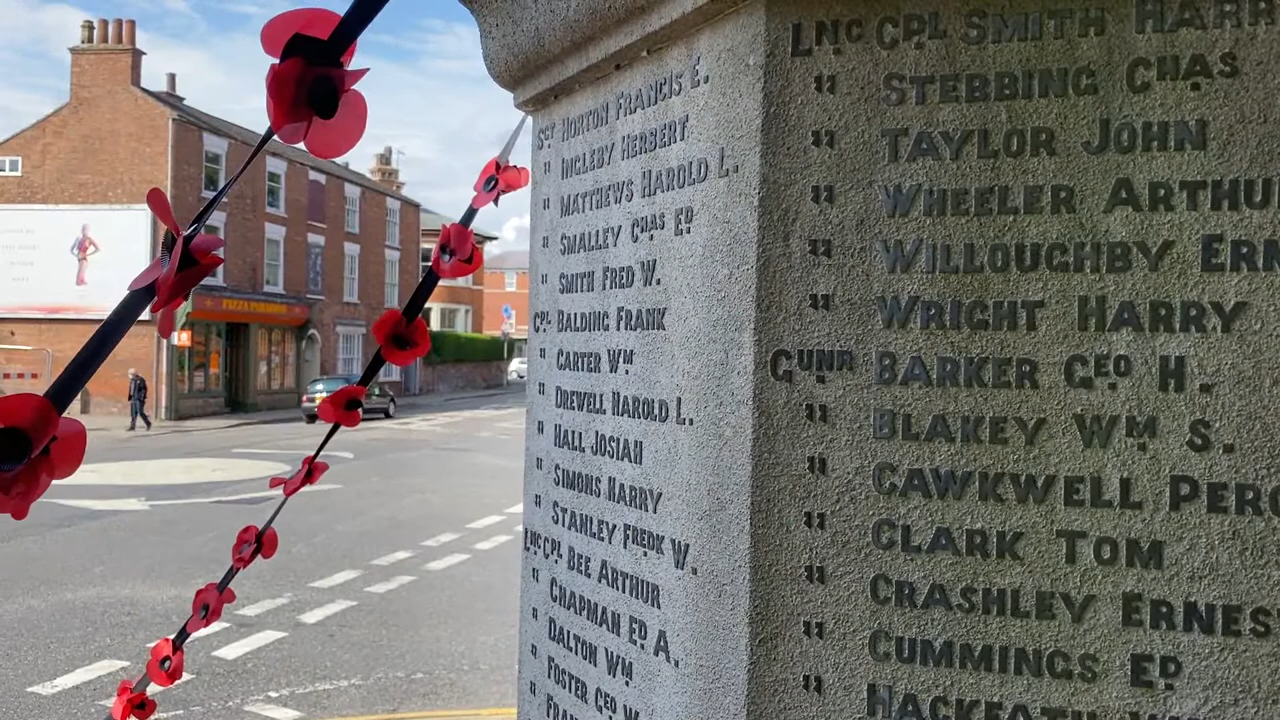 PIZZA PARADISE
SGT HORTON FRANCIS E.
" INGLEBY HERBERT
" MATTHEWS HAROLD L.
" SMALLEY CHAS ED
" SMITH FRED W.
CPL BALDING FRANK
" CARTER WM
" DREWELL HAROLD L.
" HALL JOSIAH
" SIMONS HARRY
" STANLEY FREDK W.
LNCCPL BEE ARTHUR
" CHAPMAN ED. A.
" DALTON WM
" FOSTER GEO W
"
LNC CPL SMITH HARR
" STEBBING CHAS
" TAYLOR JOHN
" WHEELER ARTHU
" WILLOUGHBY ERN
" WRIGHT HARRY
GUNR BARKER GEO H.
" BLAKEY WM S.
" CAWKWELL PERC
" CLARK TOM
" CRASHLEY ERNES
" CUMMINGS ED.
"